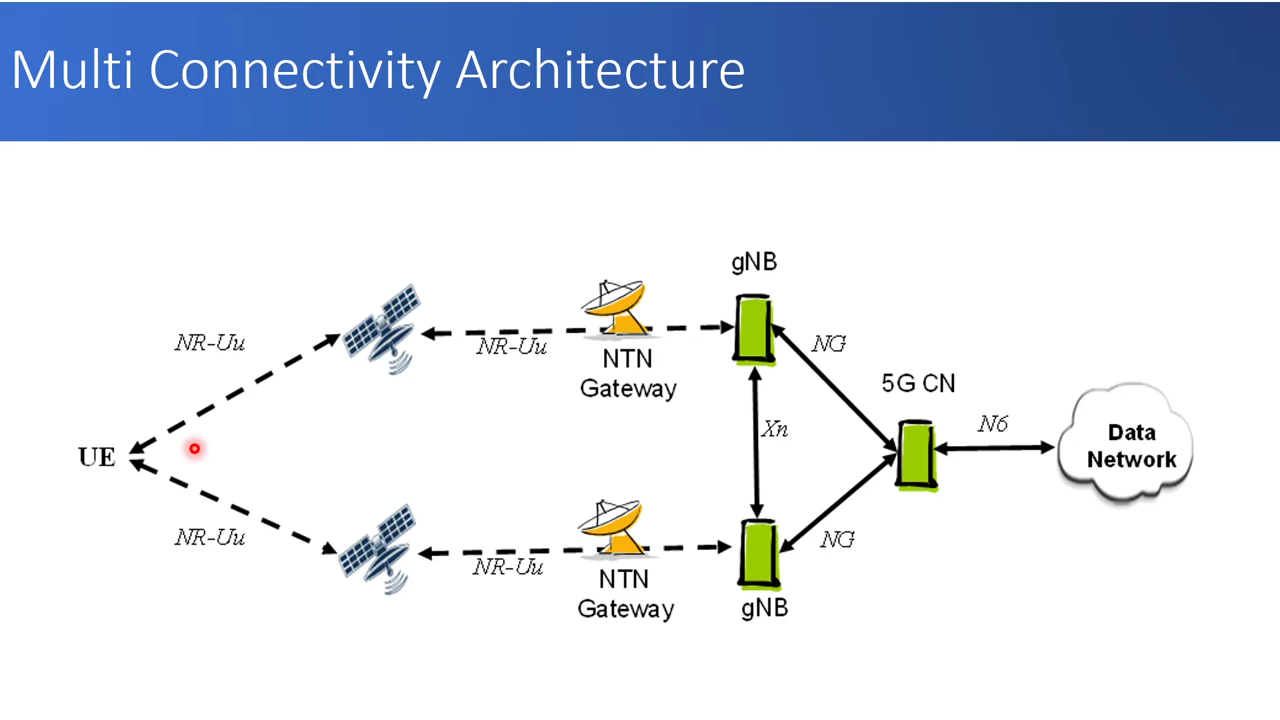 Multi Connectivity Architecture
gNB
NR-Uu
NR-Uu
NTN
Gateway
NG
5G CN
Xn
N6
Data
Network
UE
NR-Uu
NR-Uu
NTN
Gateway
NG
gNB